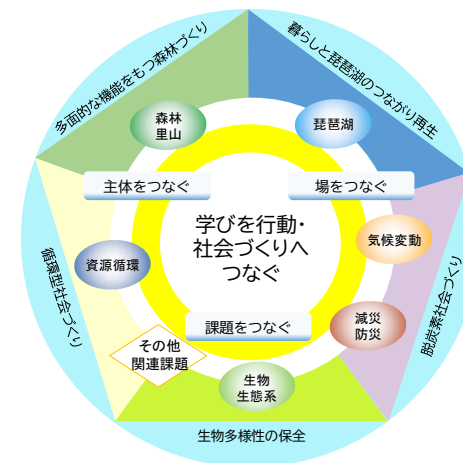 多面的な機能をもつ森林づくり
暮らしと琵琶湖のつながり再生
森林
里山
琵琶湖
主体をつなぐ
場をつなぐ
学びを行動・
社会づくりへ
つなぐ
気候変動
資源循環
循環型社会づくり
脱炭素社会づくり
課題をつなぐ
減災
防災
その他
関連課題
生物
生態系
生物多様性の保全